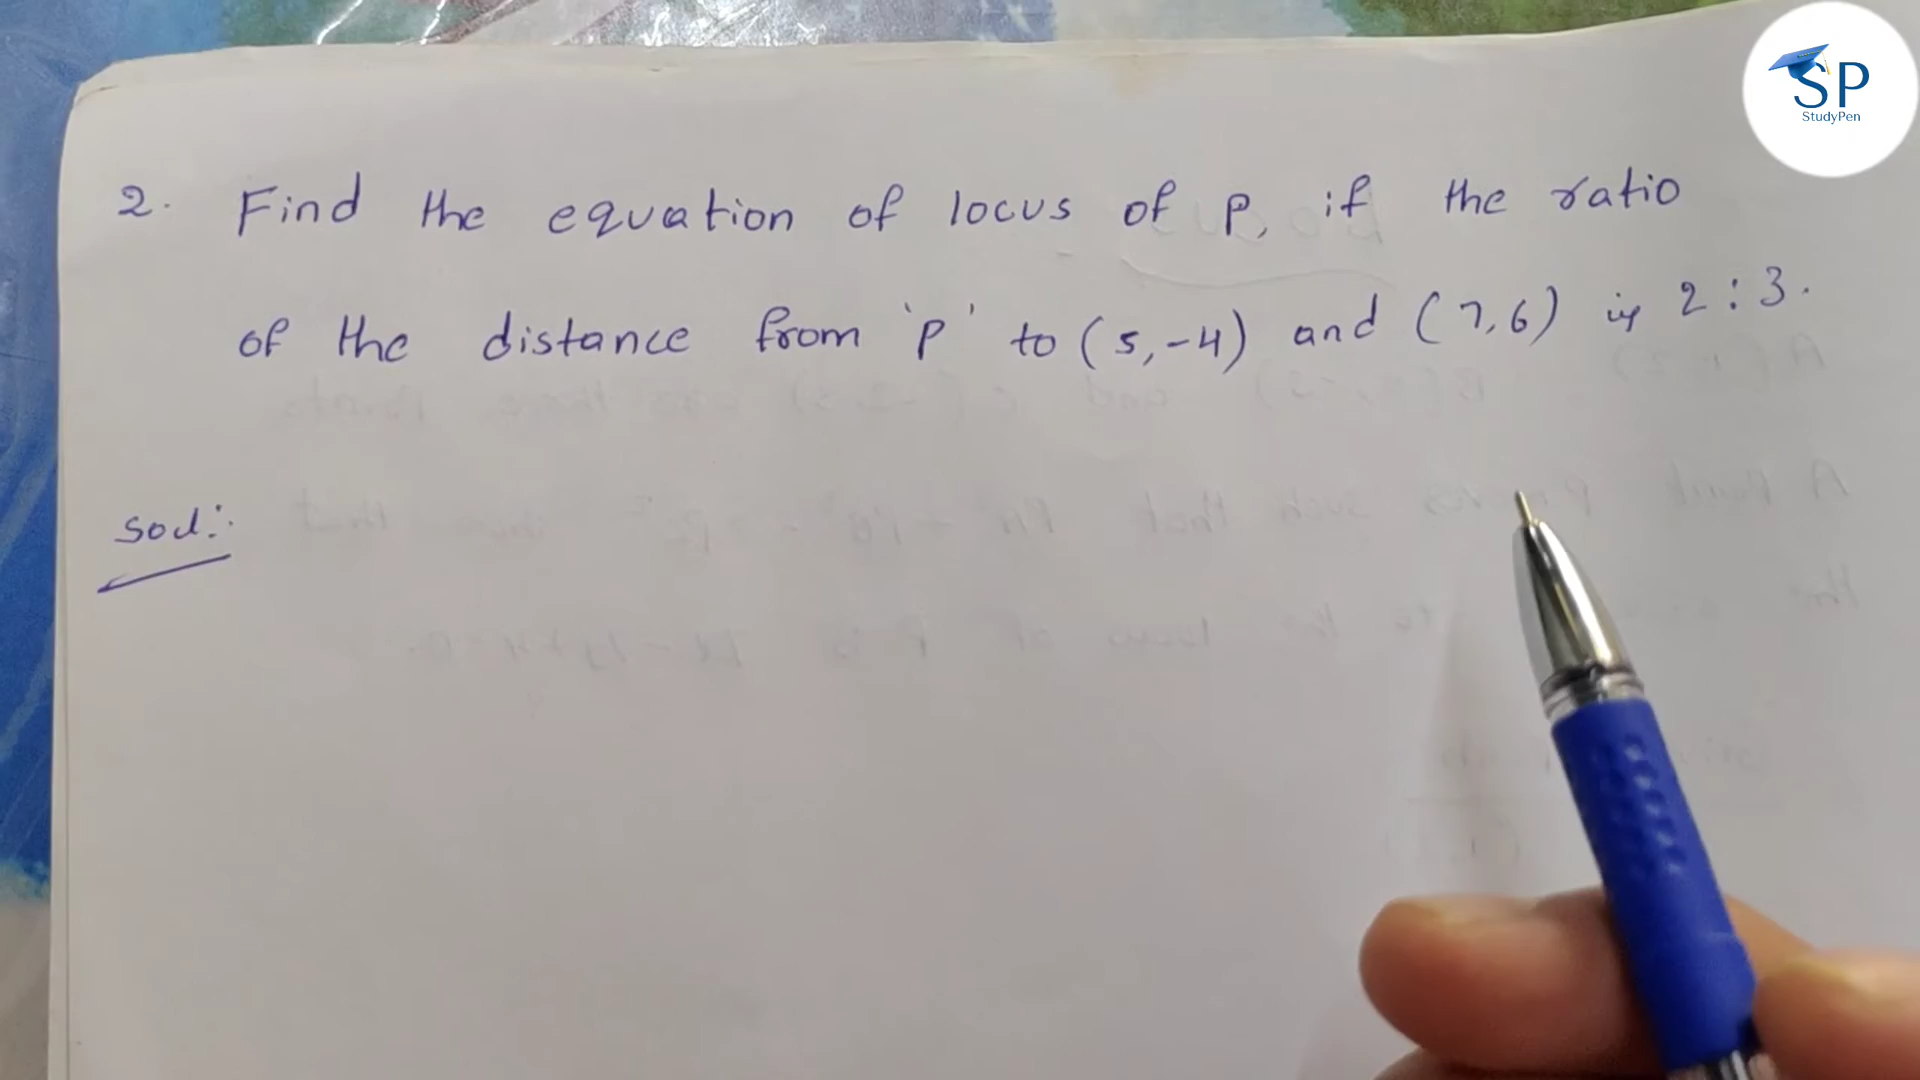 SP
StudyPen
2. Find the equation of locus of P, if the ratio
of the distance from 'P' to (5,-4) and (7,6) is 2:3.
Sol: